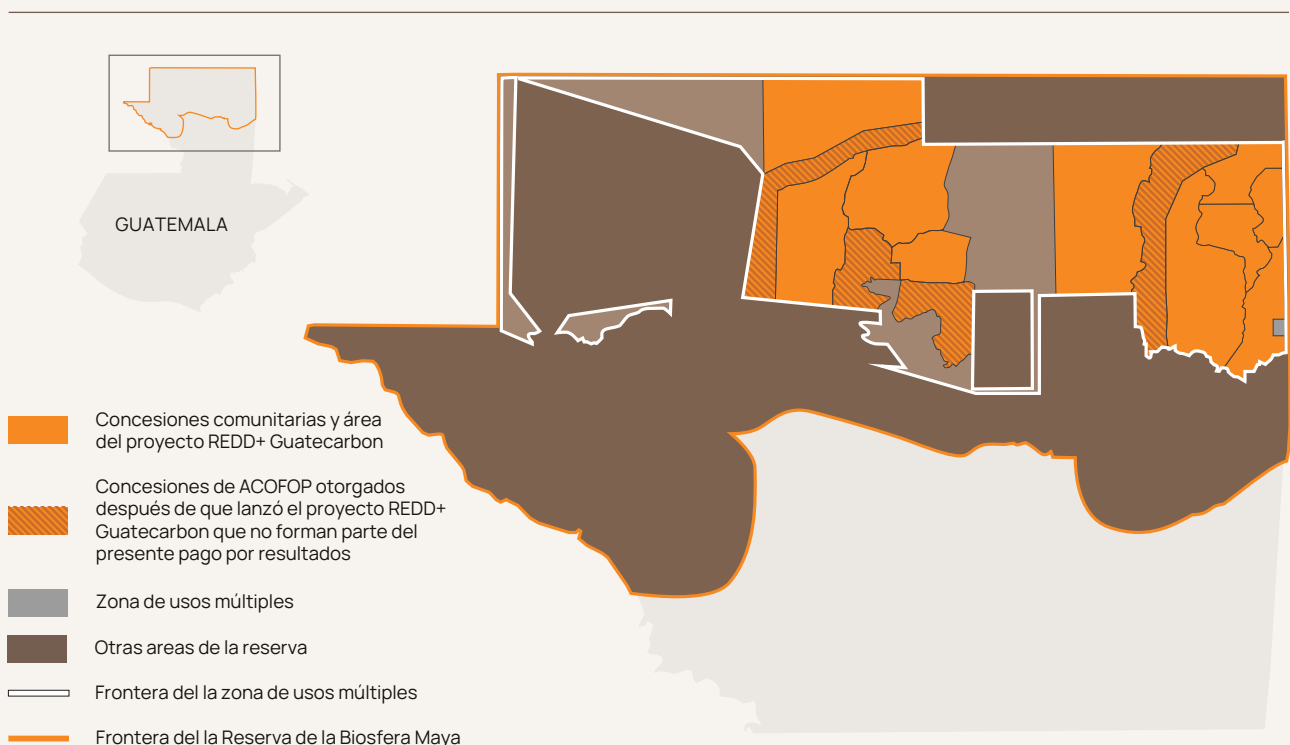 GUATEMALA
Concesiones comunitarias y área
del proyecto REDD+ Guatecarbon
Concesiones de ACOFOP otorgados
después de que lanzó el proyecto REDD+
Guatecarbon que no forman parte del
presente pago por resultados
Zona de usos múltiples
Otras areas de la reserva
Frontera del la zona de usos múltiples
Frontera del la Reserva de la Biosfera Maya